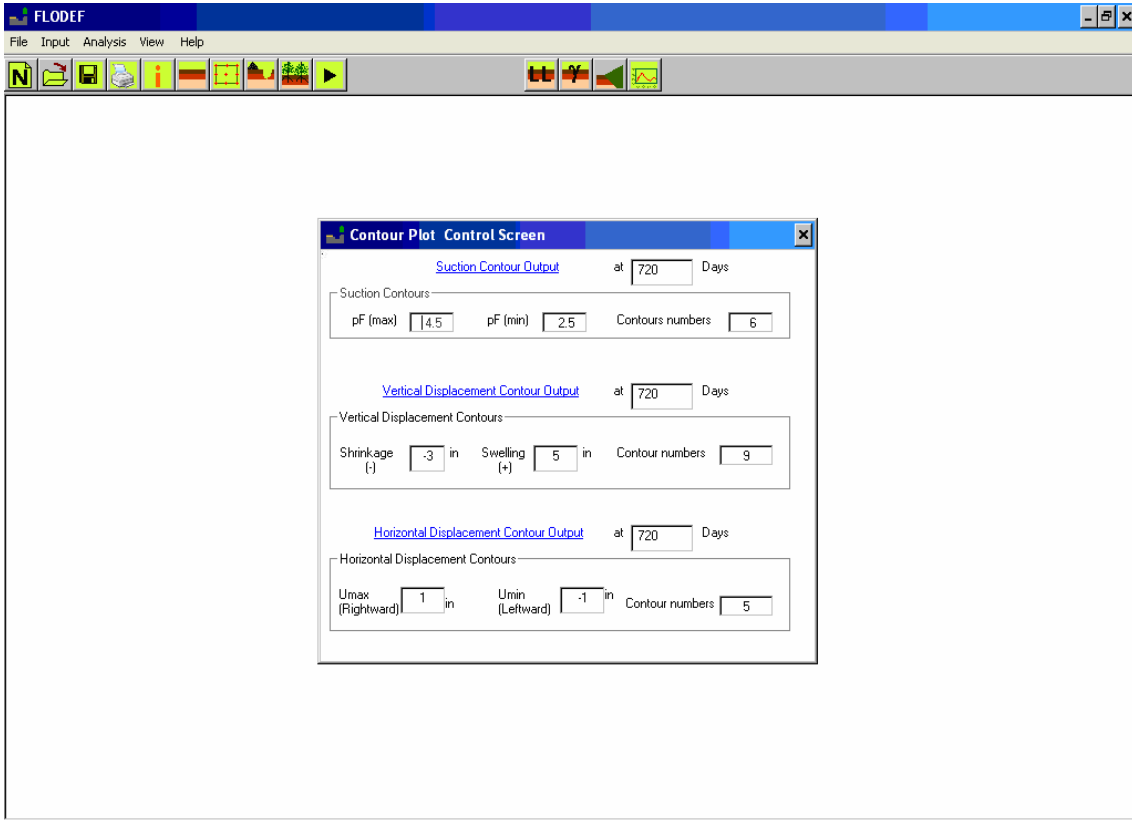 FLODEF
File Input Analysis View Help
N i LL γ
Contour Plot Control Screen
Suction Contour Output at 720 Days
Suction Contours
pF (max) 4.5 pF (min) 2.5 Contours numbers 6
Vertical Displacement Contour Output at 720 Days
Vertical Displacement Contours
Shrinkage (-) -3 in Swelling (+) 5 in Contour numbers 9
Horizontal Displacement Contour Output at 720 Days
Horizontal Displacement Contours
Umax (Rightward) 1 in Umin (Leftward) -1 in Contour numbers 5